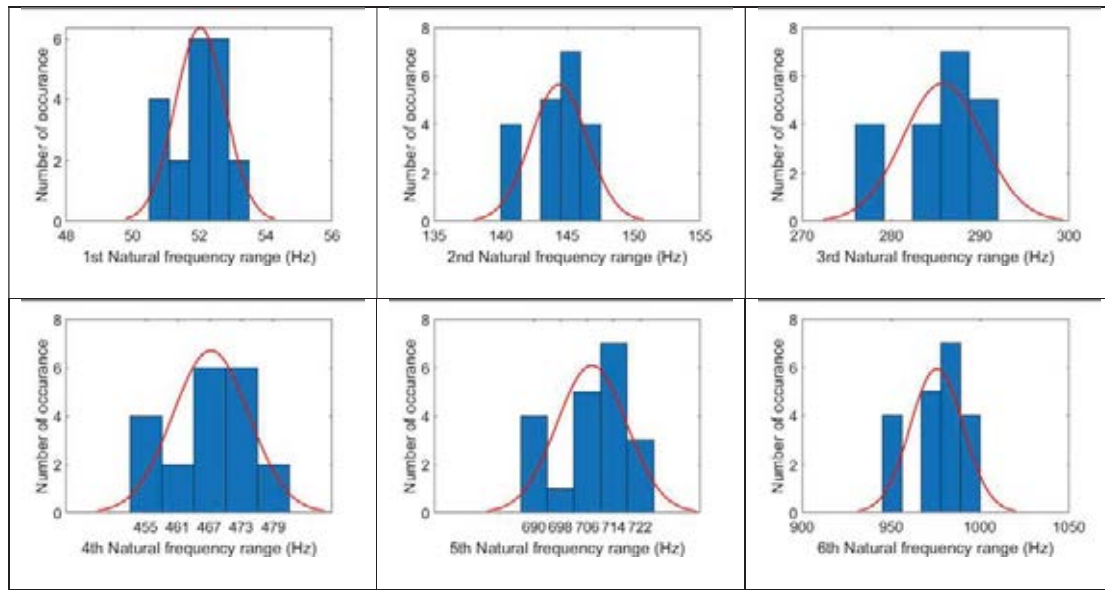 Number of occurance
6
4
2
0
48 50 52 54 56
1st Natural frequency range (Hz)
Number of occurance
8
6
4
2
0
135 140 145 150 155
2nd Natural frequency range (Hz)
Number of occurance
8
6
4
2
0
270 280 290 300
3rd Natural frequency range (Hz)
Number of occurance
8
6
4
2
0
455 461 467 473 479
4th Natural frequency range (Hz)
Number of occurance
8
6
4
2
0
690 698 706 714 722
5th Natural frequency range (Hz)
Number of occurance
8
6
4
2
0
900 950 1000 1050
6th Natural frequency range (Hz)